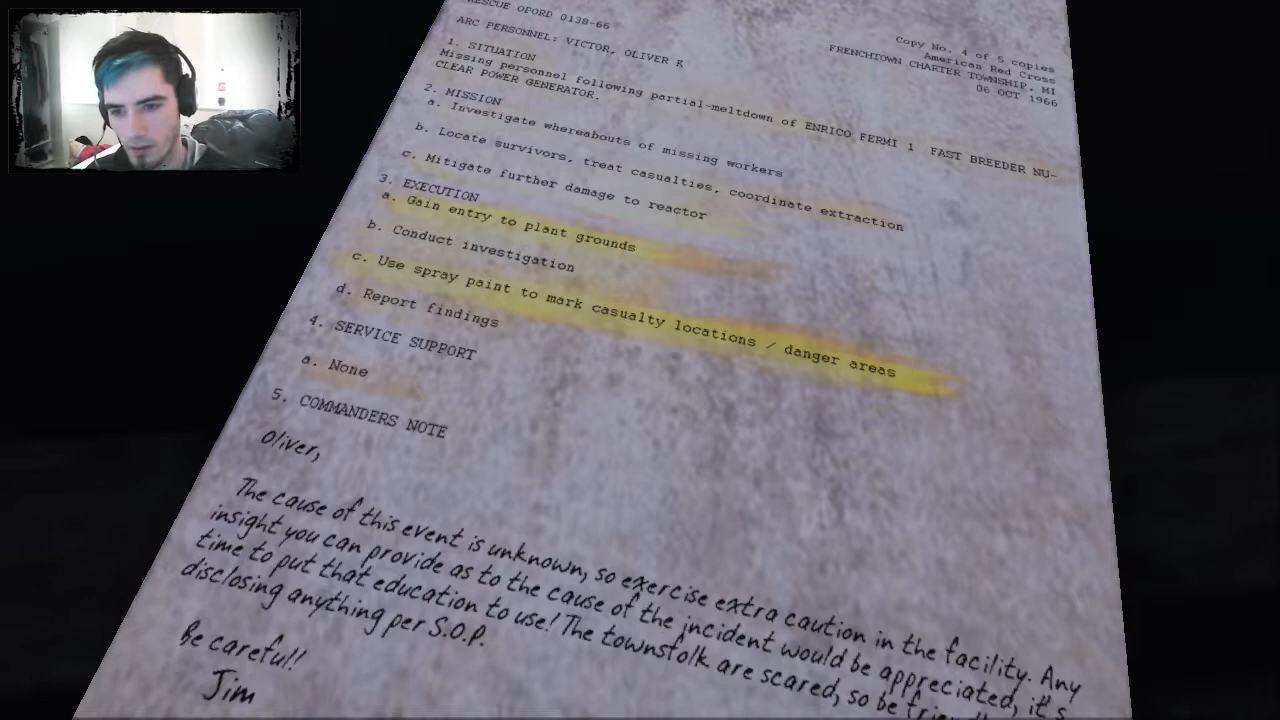 RESCUE OPORD 0138-66
Copy No. 4 of 5 copies
American Red Cross
FRENCHTOWN CHARTER TOWNSHIP, MI
06 OCT 1966
ARC PERSONNEL: VICTOR, OLIVER K
1. SITUATION
Missing personnel following partial-meltdown of ENRICO FERMI 1 FAST BREEDER NU-
CLEAR POWER GENERATOR.
2. MISSION
a. Investigate whereabouts of missing workers
b. Locate survivors, treat casualties, coordinate extraction
c. Mitigate further damage to reactor
3. EXECUTION
a. Gain entry to plant grounds
b. Conduct investigation
c. Use spray paint to mark casualty locations / danger areas
d. Report findings
4. SERVICE SUPPORT
a. None
5. COMMANDERS NOTE
Oliver,
The cause of this event is unknown, so exercise extra caution in the facility. Any
insight you can provide as to the cause of the incident would be appreciated, it's
time to put that education to use! The townsfolk are scared, so be
disclosing anything per S.O.P.
Be careful!!
Jim